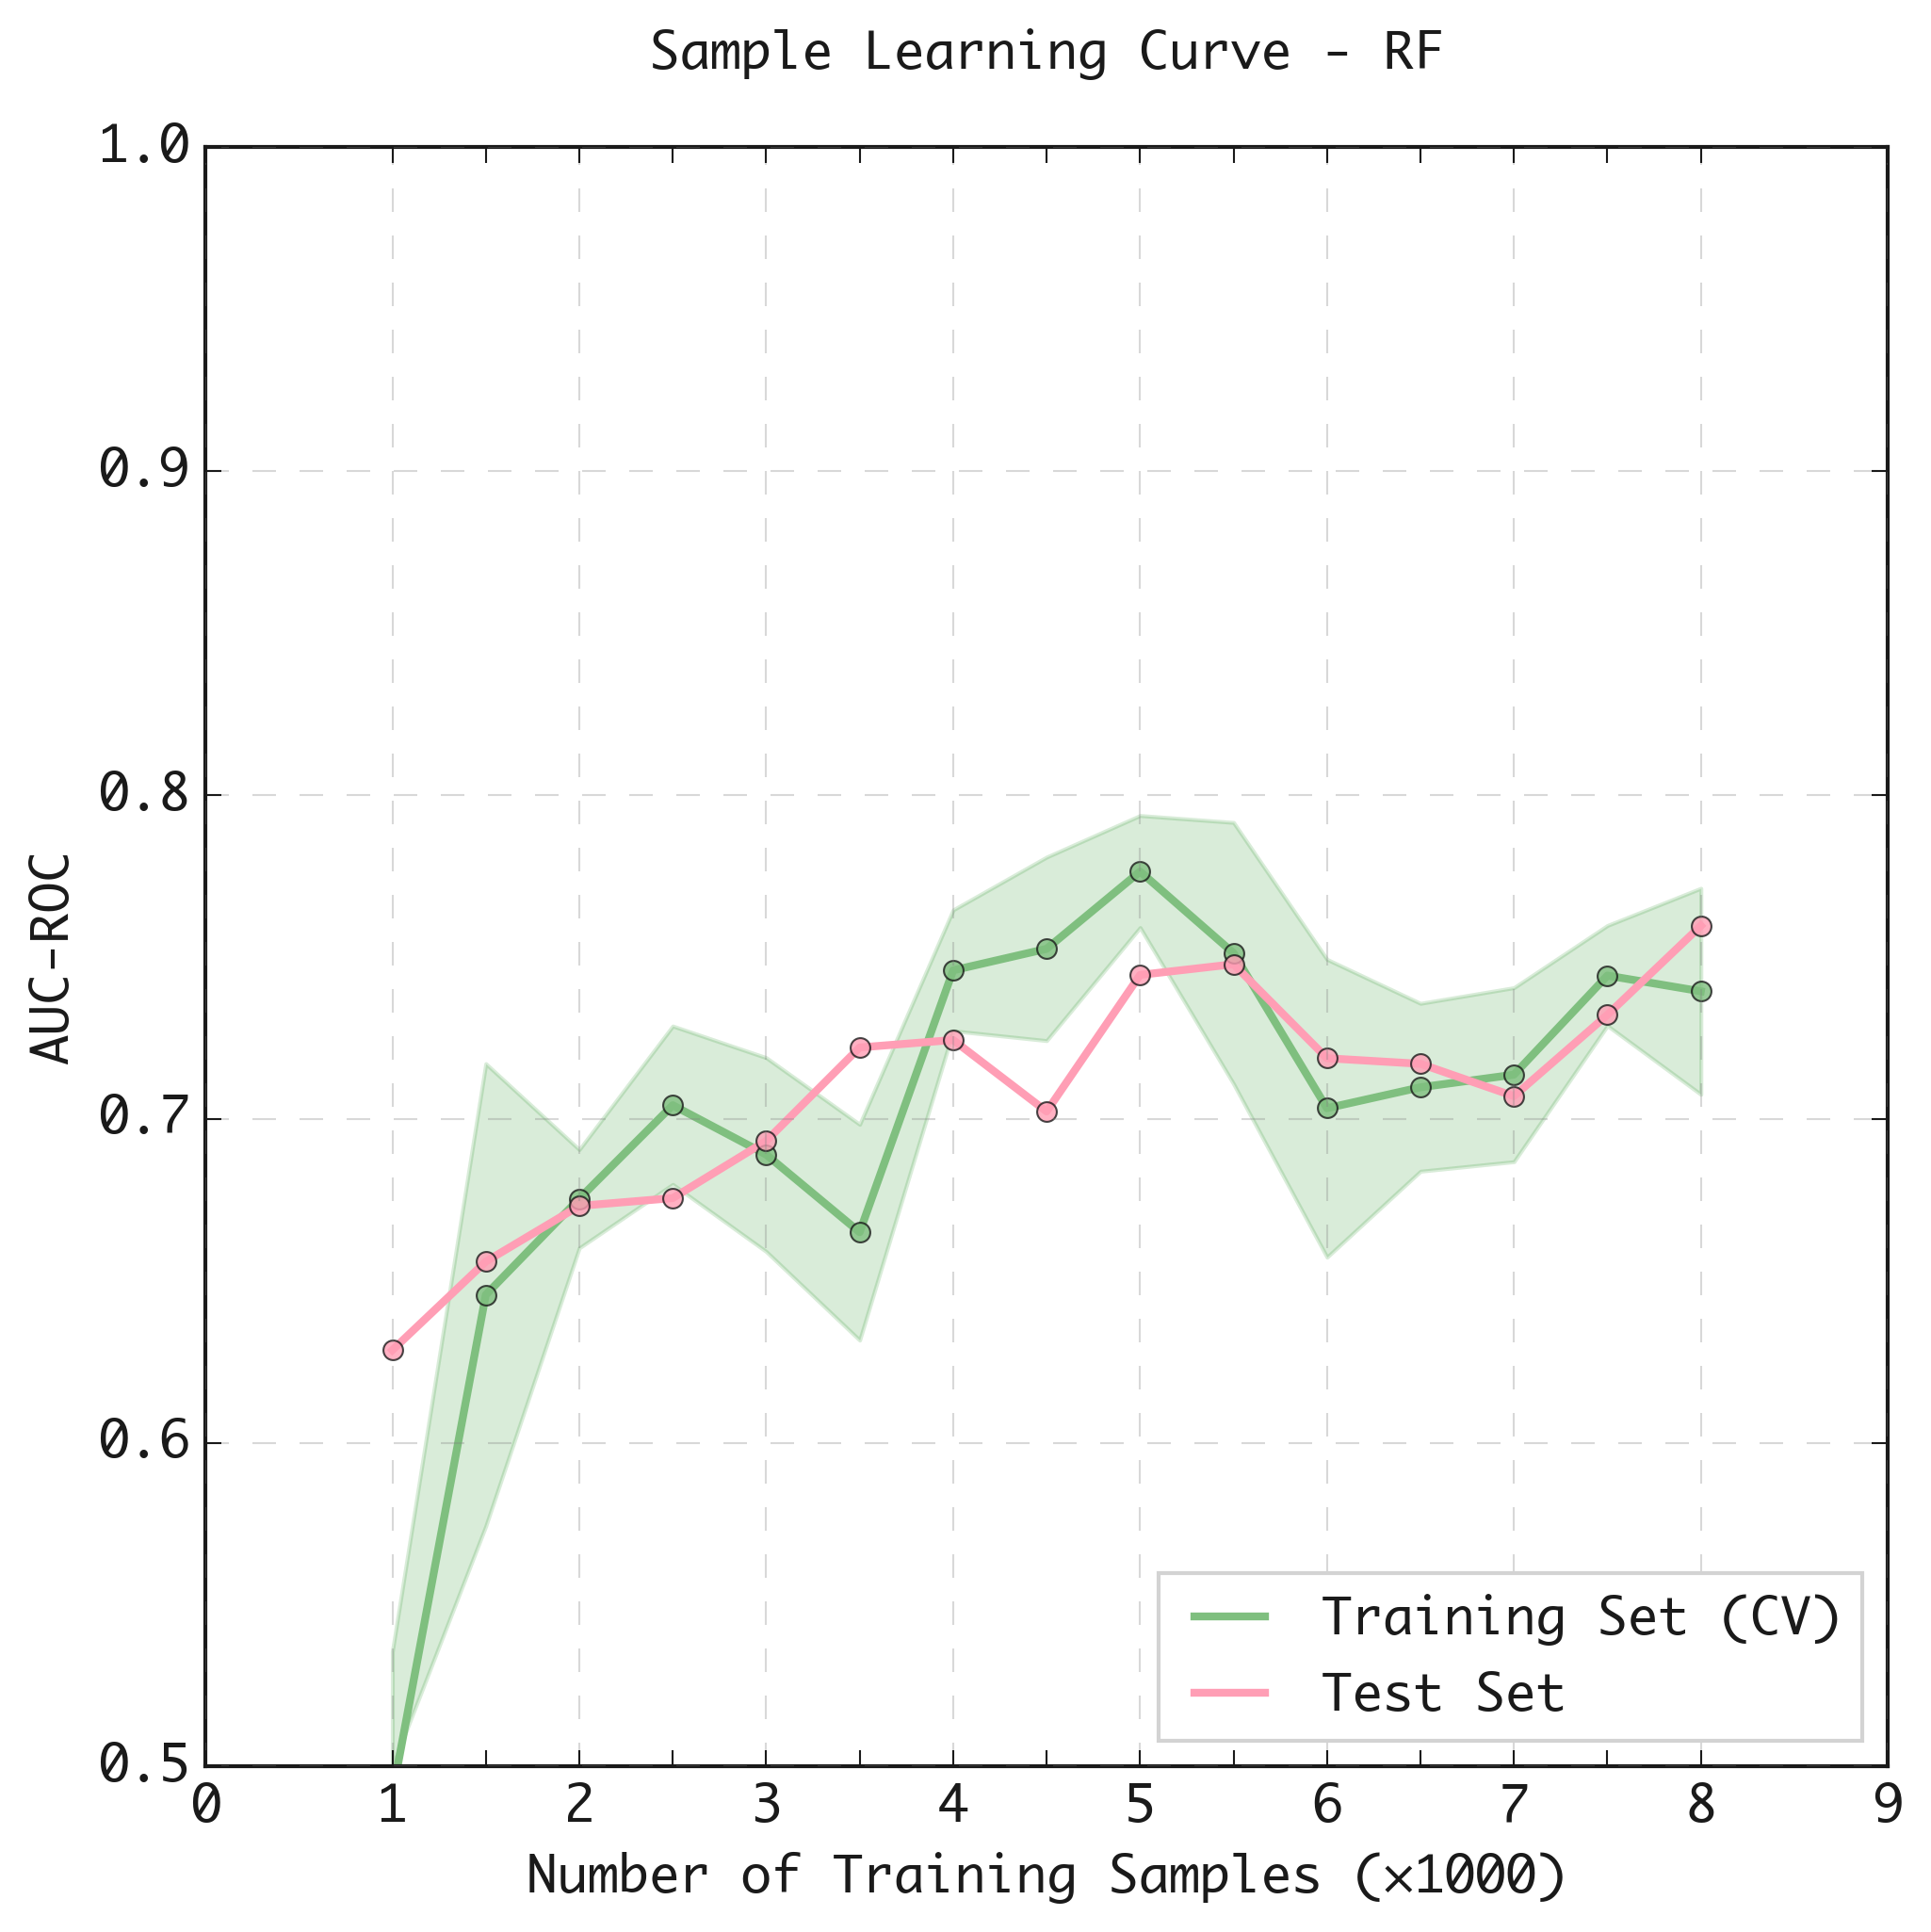 Sample Learning Curve - RF
1.0
0.9
0.8
0.7
0.6
0.5
AUC-ROC
0 1 2 3 4 5 6 7 8 9
Number of Training Samples (×1000)
Training Set (CV)
Test Set